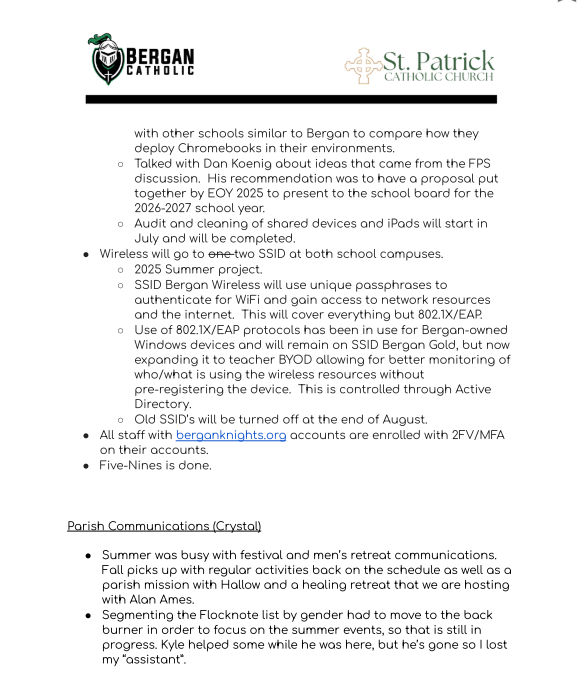 BERGAN
CATHOLIC
St. Patrick
CATHOLIC CHURCH
with other schools similar to Bergan to compare how they
deploy Chromebooks in their environments.
○ Talked with Dan Koenig about ideas that came from the FPS
discussion. His recommendation was to have a proposal put
together by EOY 2025 to present to the school board for the
2026-2027 school year.
○ Audit and cleaning of shared devices and iPads will start in
July and will be completed.
● Wireless will go to one two SSID at both school campuses.
○ 2025 Summer project.
○ SSID Bergan Wireless will use unique passphrases to
authenticate for WiFi and gain access to network resources
and the internet. This will cover everything but 802.1X/EAP.
○ Use of 802.1X/EAP protocols has been in use for Bergan-owned
Windows devices and will remain on SSID Bergan Gold, but now
expanding it to teacher BYOD allowing for better monitoring of
who/what is using the wireless resources without
pre-registering the device. This is controlled through Active
Directory.
○ Old SSID's will be turned off at the end of August.
● All staff with berganknights.org accounts are enrolled with 2FV/MFA
on their accounts.
● Five-Nines is done.
Parish Communications (Crystal)
● Summer was busy with festival and men's retreat communications.
Fall picks up with regular activities back on the schedule as well as a
parish mission with Hallow and a healing retreat that we are hosting
with Alan Ames.
● Segmenting the Flocknote list by gender had to move to the back
burner in order to focus on the summer events, so that is still in
progress. Kyle helped some while he was here, but he's gone so I lost
my "assistant".